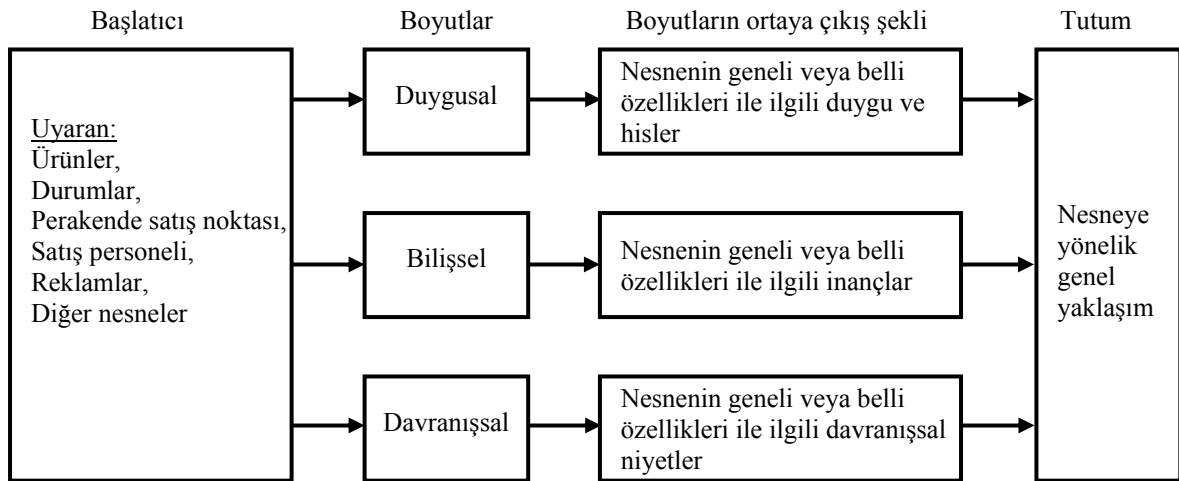 Başlatıcı
Boyutlar
Boyutların ortaya çıkış şekli
Tutum
Uyaran:
Ürünler,
Durumlar,
Perakende satış noktası,
Satış personeli,
Reklamlar,
Diğer nesneler
Duygusal
Nesnenin geneli veya belli
özellikleri ile ilgili duygu ve
hisler
Bilişsel
Nesnenin geneli veya belli
özellikleri ile ilgili inançlar
Davranışsal
Nesnenin geneli veya belli
özellikleri ile ilgili davranışsal
niyetler
Nesneye
yönelik
genel
yaklaşım